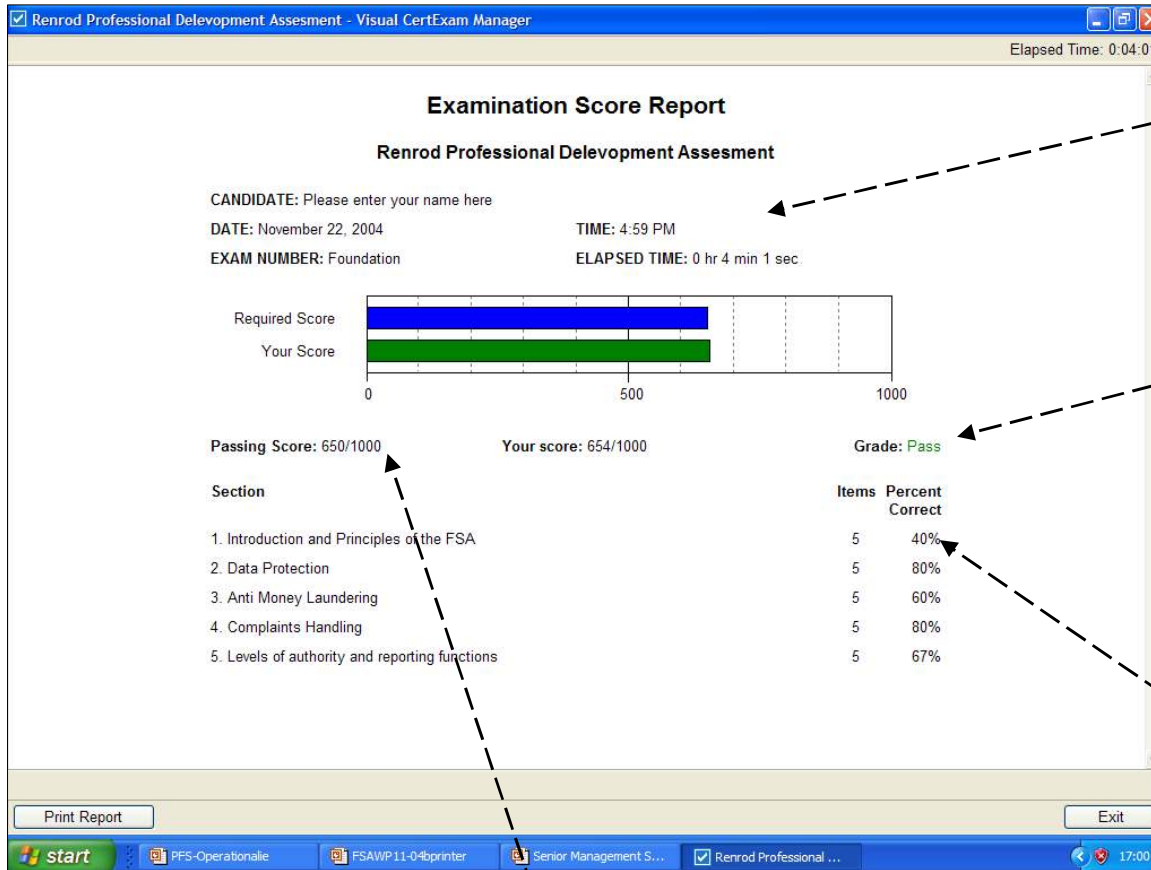 Renrod Professional Delevopment Assesment - Visual CertExam Manager
Elapsed Time: 0:04:0
Examination Score Report
Renrod Professional Delevopment Assesment
CANDIDATE: Please enter your name here
DATE: November 22, 2004 TIME: 4:59 PM
EXAM NUMBER: Foundation ELAPSED TIME: 0 hr 4 min 1 sec
Required Score
Your Score
0 500 1000
Passing Score: 650/1000 Your score: 654/1000 Grade: Pass
Section Items Percent
Correct
1. Introduction and Principles of the FSA 5 40%
2. Data Protection 5 80%
3. Anti Money Laundering 5 60%
4. Complaints Handling 5 80%
5. Levels of authority and reporting functions 5 67%
Print Report Exit
start PFS-Operationalie FSAWP11-04bprinter Senior Management S... Renrod Professional ... 17:00